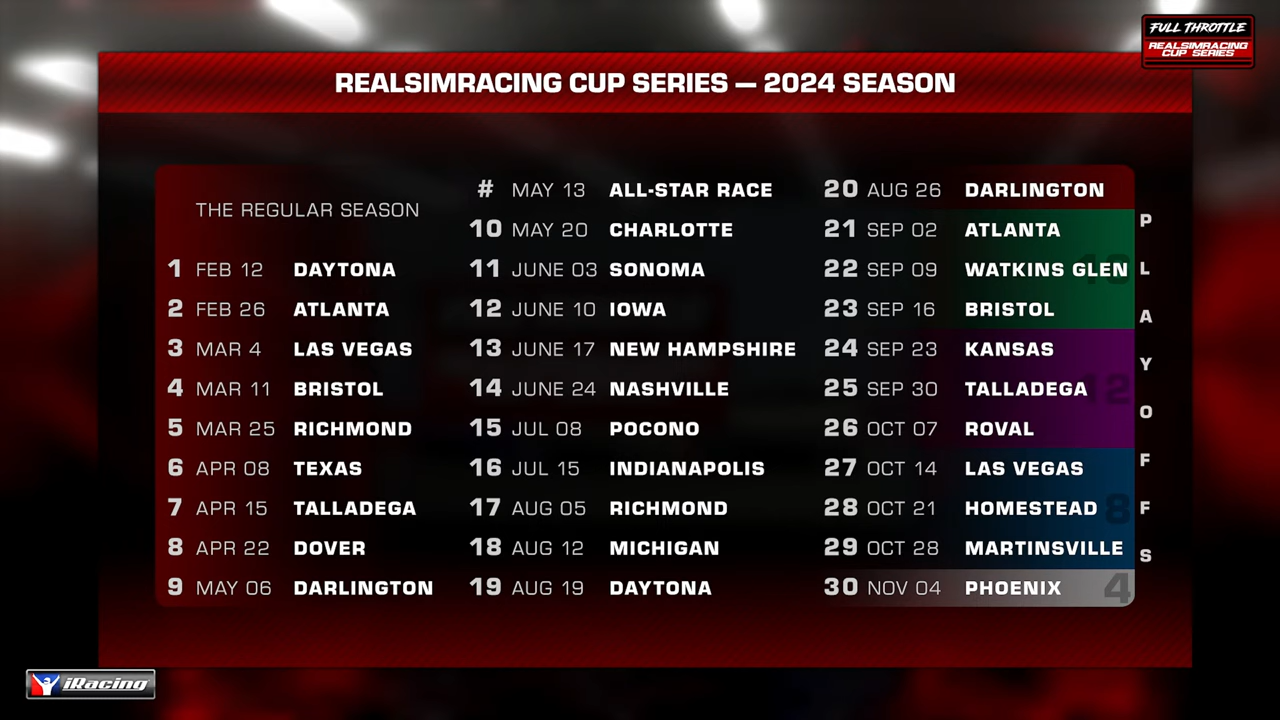 FULL THROTTLE
REALSIMRACING
CUP SERIES
REALSIMRACING CUP SERIES — 2024 SEASON
THE REGULAR SEASON
1 FEB 12 DAYTONA
2 FEB 26 ATLANTA
3 MAR 4 LAS VEGAS
4 MAR 11 BRISTOL
5 MAR 25 RICHMOND
6 APR 08 TEXAS
7 APR 15 TALLADEGA
8 APR 22 DOVER
9 MAY 06 DARLINGTON
# MAY 13 ALL-STAR RACE
10 MAY 20 CHARLOTTE
11 JUNE 03 SONOMA
12 JUNE 10 IOWA
13 JUNE 17 NEW HAMPSHIRE
14 JUNE 24 NASHVILLE
15 JUL 08 POCONO
16 JUL 15 INDIANAPOLIS
17 AUG 05 RICHMOND
18 AUG 12 MICHIGAN
19 AUG 19 DAYTONA
20 AUG 26 DARLINGTON
21 SEP 02 ATLANTA
22 SEP 09 WATKINS GLEN
23 SEP 16 BRISTOL
24 SEP 23 KANSAS
25 SEP 30 TALLADEGA 12
26 OCT 07 ROVAL
27 OCT 14 LAS VEGAS
28 OCT 21 HOMESTEAD 8
29 OCT 28 MARTINSVILLE
30 NOV 04 PHOENIX 4
PLAYOFFS
iRacing